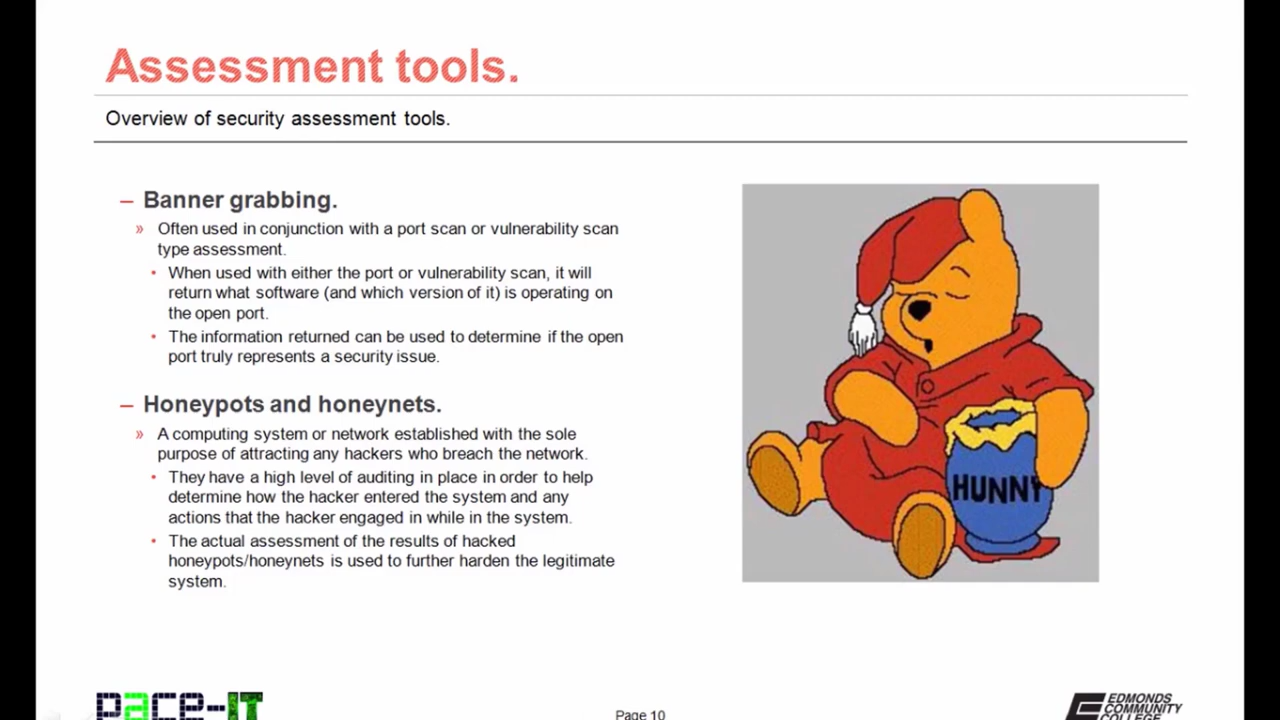 Assessment tools.
Overview of security assessment tools.
– Banner grabbing.
» Often used in conjunction with a port scan or vulnerability scan
type assessment.
• When used with either the port or vulnerability scan, it will
return what software (and which version of it) is operating on
the open port.
• The information returned can be used to determine if the open
port truly represents a security issue.
– Honeypots and honeynets.
» A computing system or network established with the sole
purpose of attracting any hackers who breach the network.
• They have a high level of auditing in place in order to help
determine how the hacker entered the system and any
actions that the hacker engaged in while in the system.
• The actual assessment of the results of hacked
honeypots/honeynets is used to further harden the legitimate
system.
HUNNY
pace-IT
Page 10
EDMONDS
COMMUNITY
COLLEGE